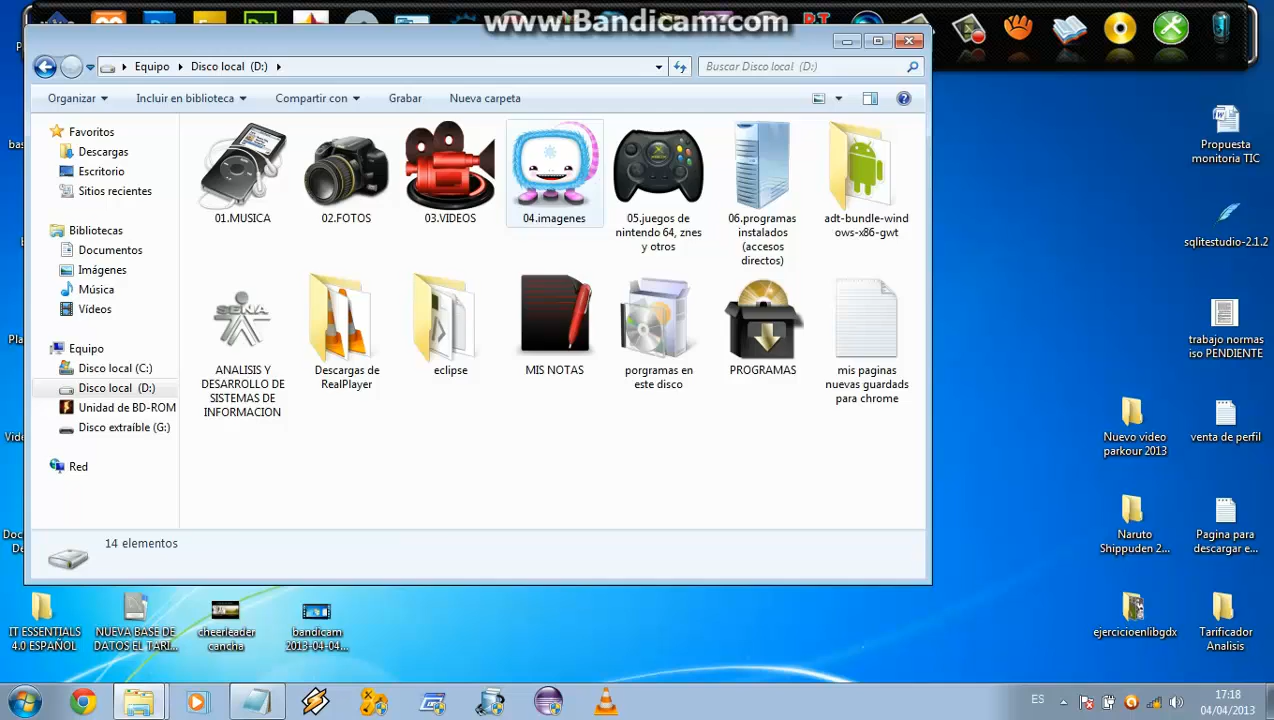 www.Bandicam.com
Equipo Disco local (D:)
Buscar Disco local (D:)
Organizar Incluir en biblioteca Compartir con Grabar Nueva carpeta
Favoritos
Descargas
Escritorio
Sitios recientes
Bibliotecas
Documentos
Imágenes
Música
Vídeos
Equipo
Disco local (C:)
Disco local (D:)
Unidad de BD-ROM
Disco extraíble (G:)
Red
01.MUSICA
02.FOTOS
03.VIDEOS
04.imagenes
05.juegos de
nintendo 64, znes
y otros
06.programas
instalados
(accesos
directos)
adt-bundle-wind
ows-x86-gwt
SENA
ANALISIS Y
DESARROLLO DE
SISTEMAS DE
INFORMACION
Descargas de
RealPlayer
eclipse
MIS NOTAS
porgramas en
este disco
PROGRAMAS
mis paginas
nuevas guardads
para chrome
14 elementos
Propuesta
monitoria TIC
sqlitestudio-2.1.2
trabajo normas
iso PENDIENTE
Nuevo video
parkour 2013
venta de perfil
Naruto
Shippuden 2...
Pagina para
descargar e...
ejercicioenlibgdx
Tarificador
Analisis
IT ESSENTIALS
4.0 ESPAÑOL
NUEVA BASE DE
DATOS EL TARI...
cheerleader
cancha
bandicam
2013-04-04...
ES
17:18
04/04/2013